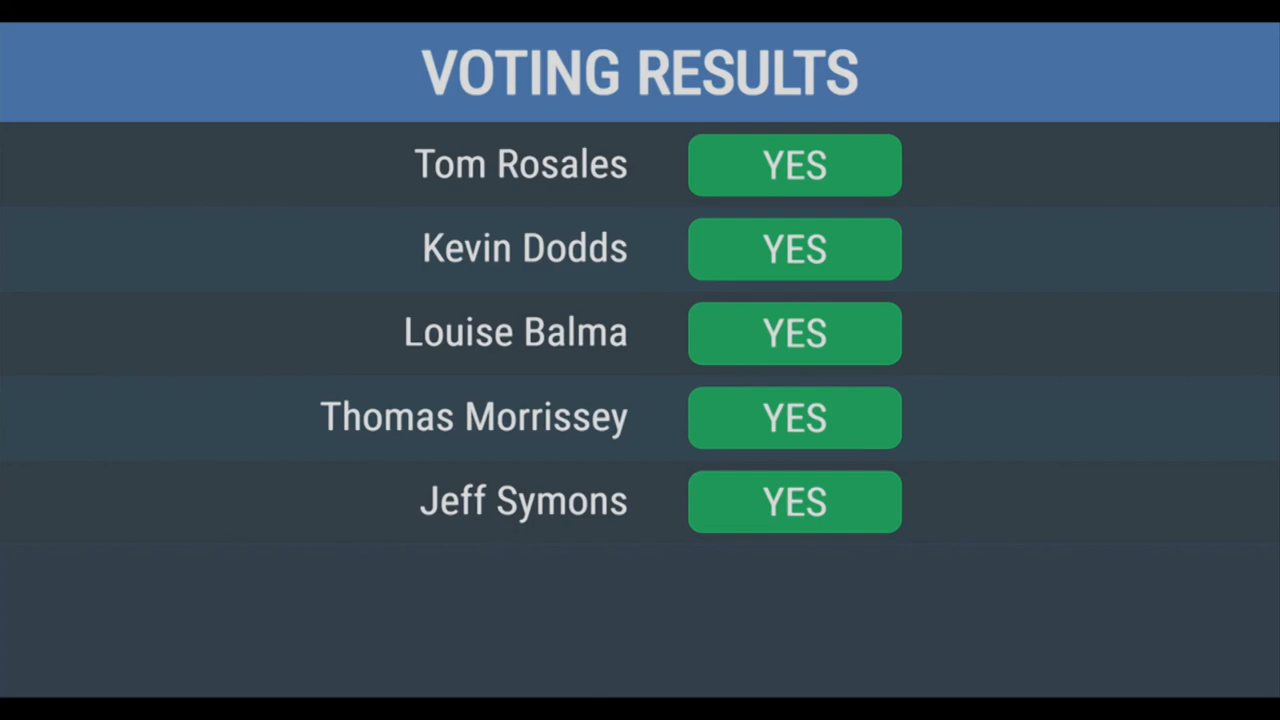 VOTING RESULTS
Tom Rosales YES
Kevin Dodds YES
Louise Balma YES
Thomas Morrissey YES
Jeff Symons YES